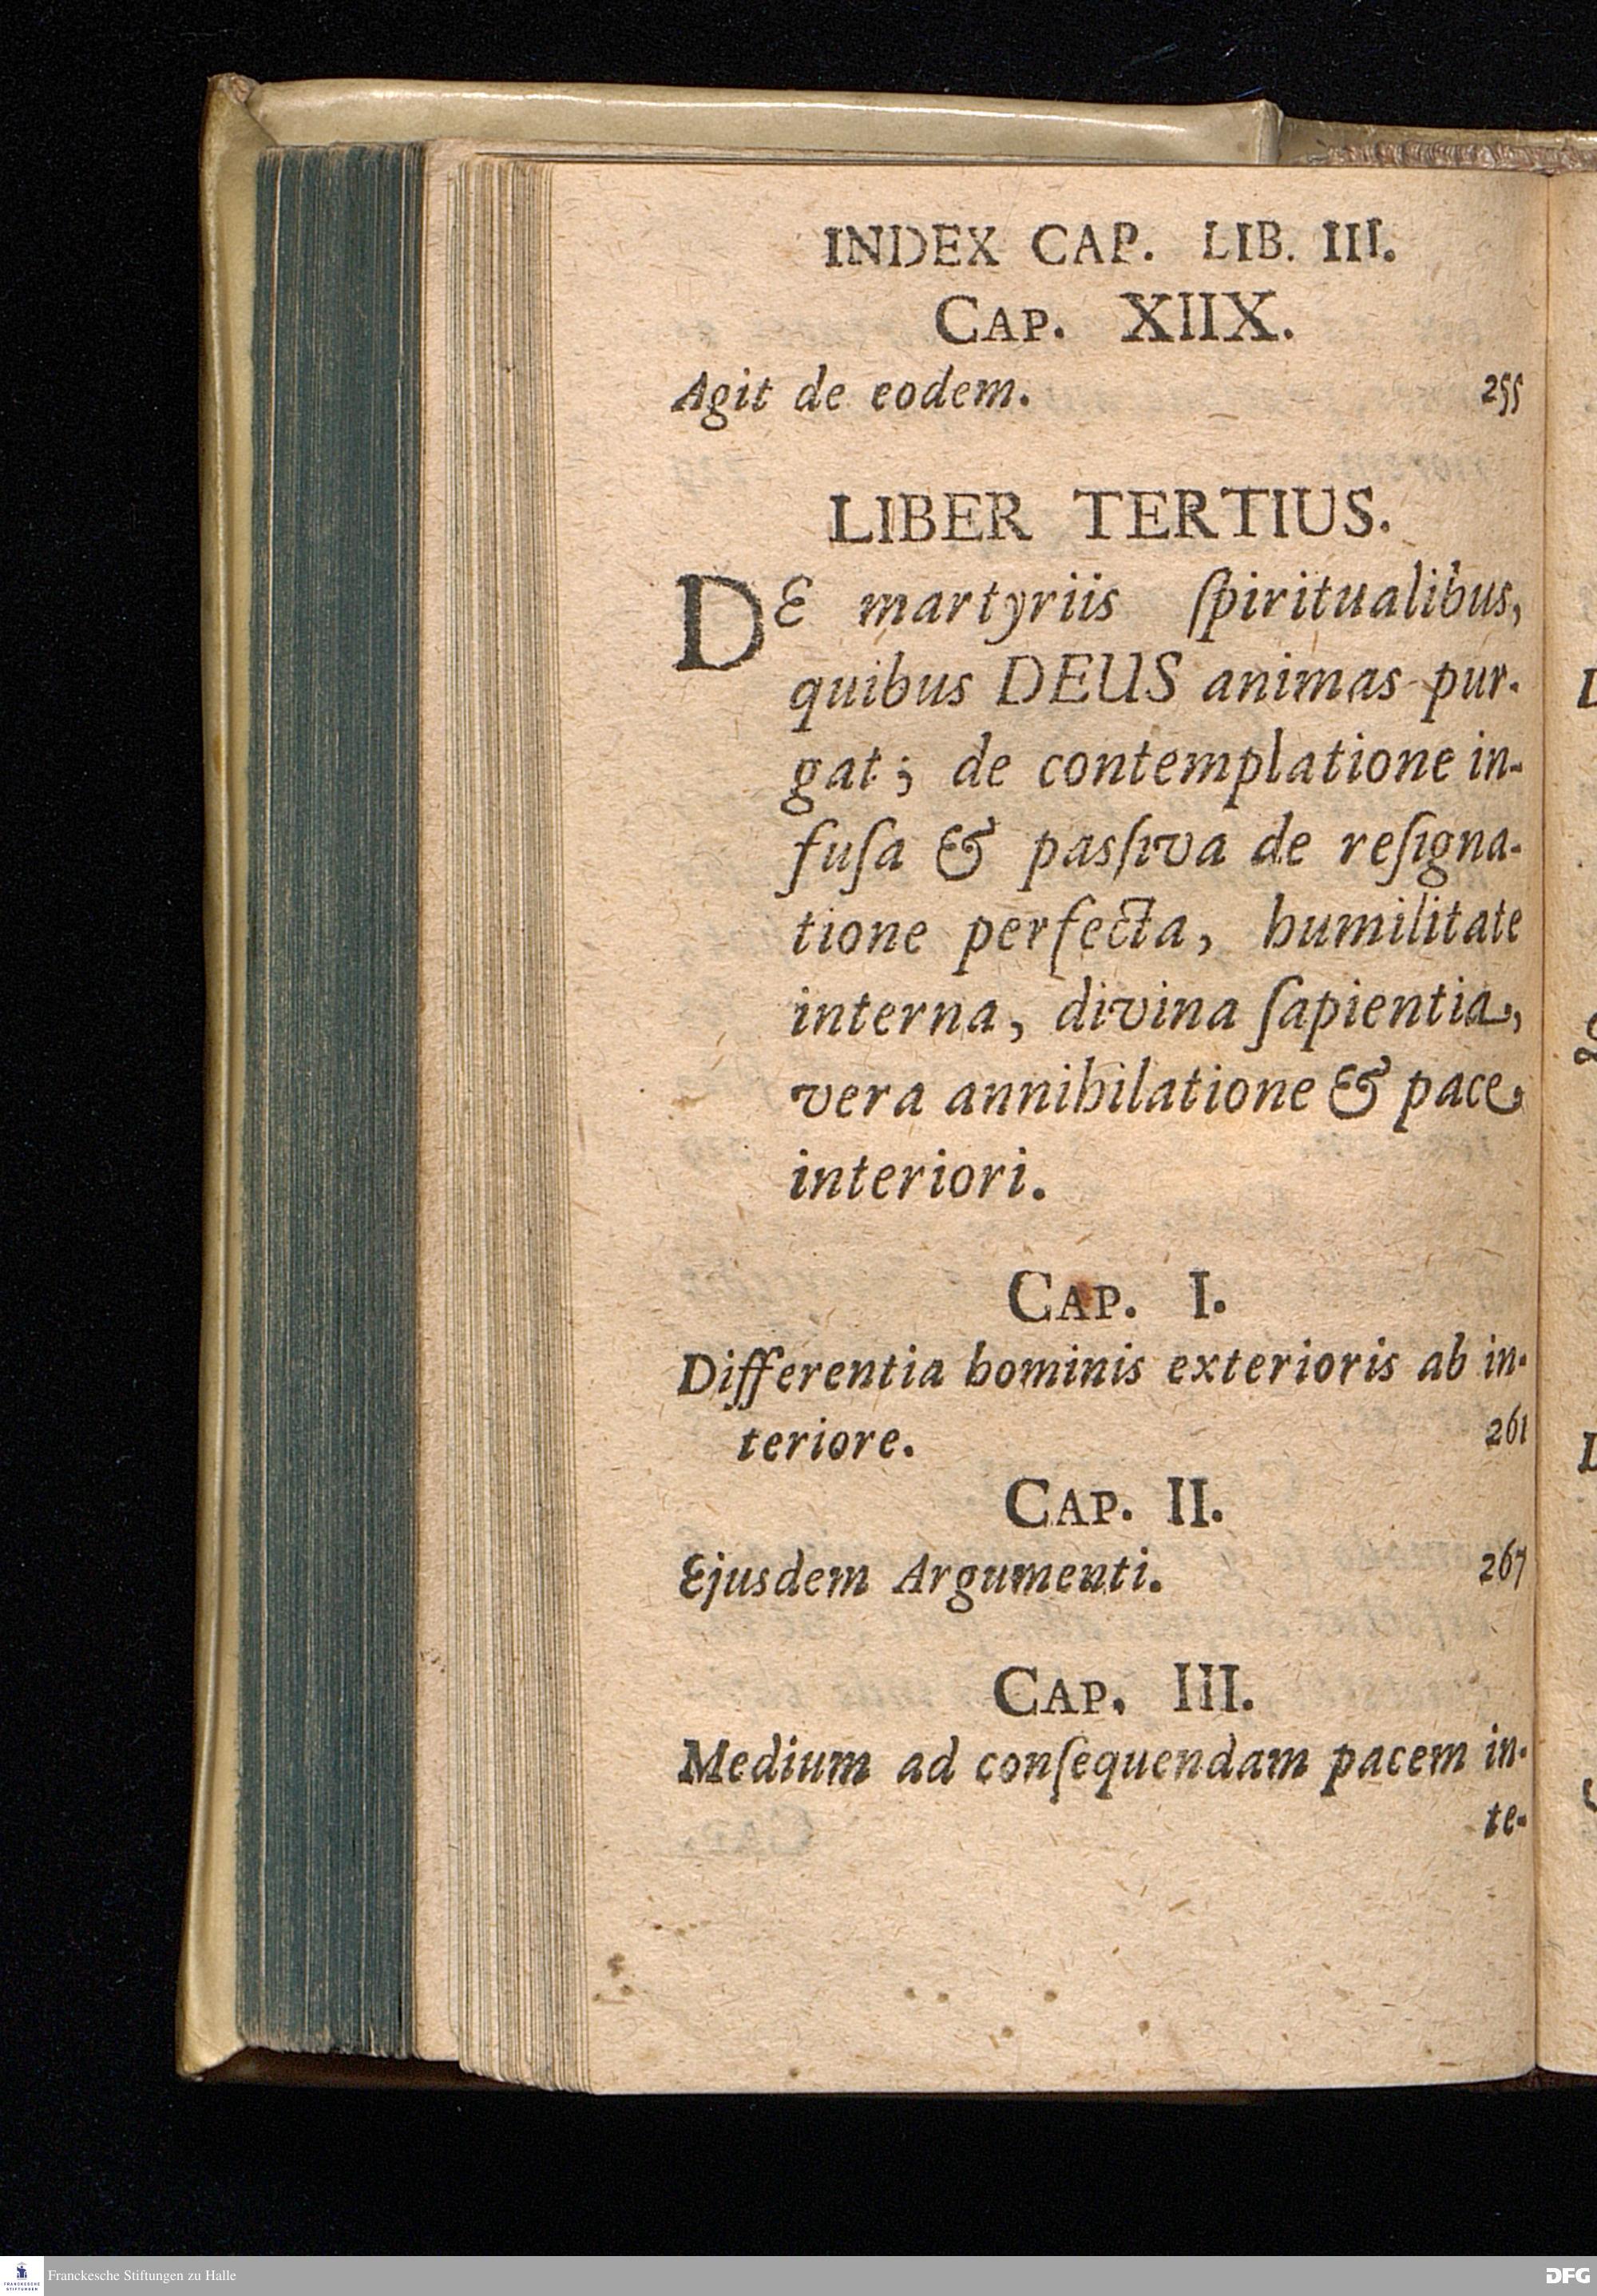 INDEX CAP. LIB. III.
CAP. XIIX.
Agit de eodem. 255
LIBER TERTIUS.
DE martyriis ſpiritualibus,
quibus DEUS animas pur-
gat; de contemplatione in-
fuſa & pasſiva de reſigna-
tione perfecta, humilitate
interna, divina ſapientia,
vera annihilatione & pace
interiori.
CAP. I.
Differentia hominis exterioris ab in-
teriore. 261
CAP. II.
Ejusdem Argumenti. 267
CAP. III.
Medium ad conſequendam pacem in-
te-
FRANCKESCHE STIFTUNGEN
Franckesche Stiftungen zu Halle
DFG